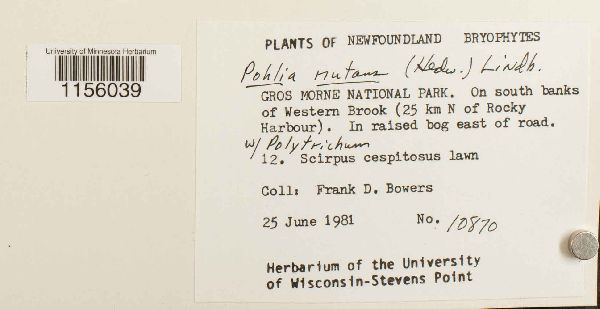 University of Minnesota Herbarium
1156039
PLANTS OF NEWFOUNDLAND BRYOPHYTES
Pohlia nutans (Hedw.) Lindb.
GROS MORNE NATIONAL PARK. On south banks
of Western Brook (25 km N of Rocky
Harbour). In raised bog east of road.
w/ Polytrichum
12. Scirpus cespitosus lawn
Coll: Frank D. Bowers
25 June 1981 No. 10870
Herbarium of the University
of Wisconsin-Stevens Point